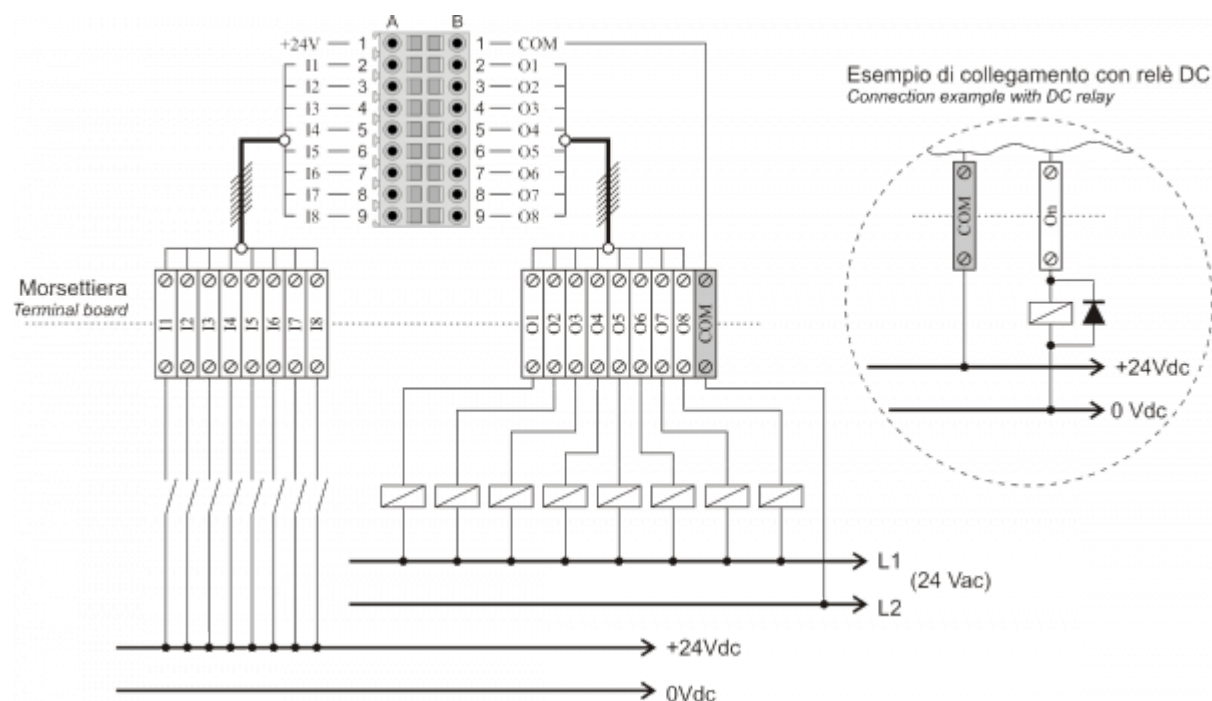 A B
+24V 1 1 COM
I1 2 2 O1
I2 3 3 O2
I3 4 4 O3
I4 5 5 O4
I5 6 6 O5
I6 7 7 O6
I7 8 8 O7
I8 9 9 O8
Esempio di collegamento con relè DC
Connection example with DC relay
COM On
+24Vdc
0 Vdc
Morsettiera
Terminal board
I1 I2 I3 I4 I5 I6 I7 I8
O1 O2 O3 O4 O5 O6 O7 O8 COM
L1
(24 Vac)
L2
+24Vdc
0Vdc